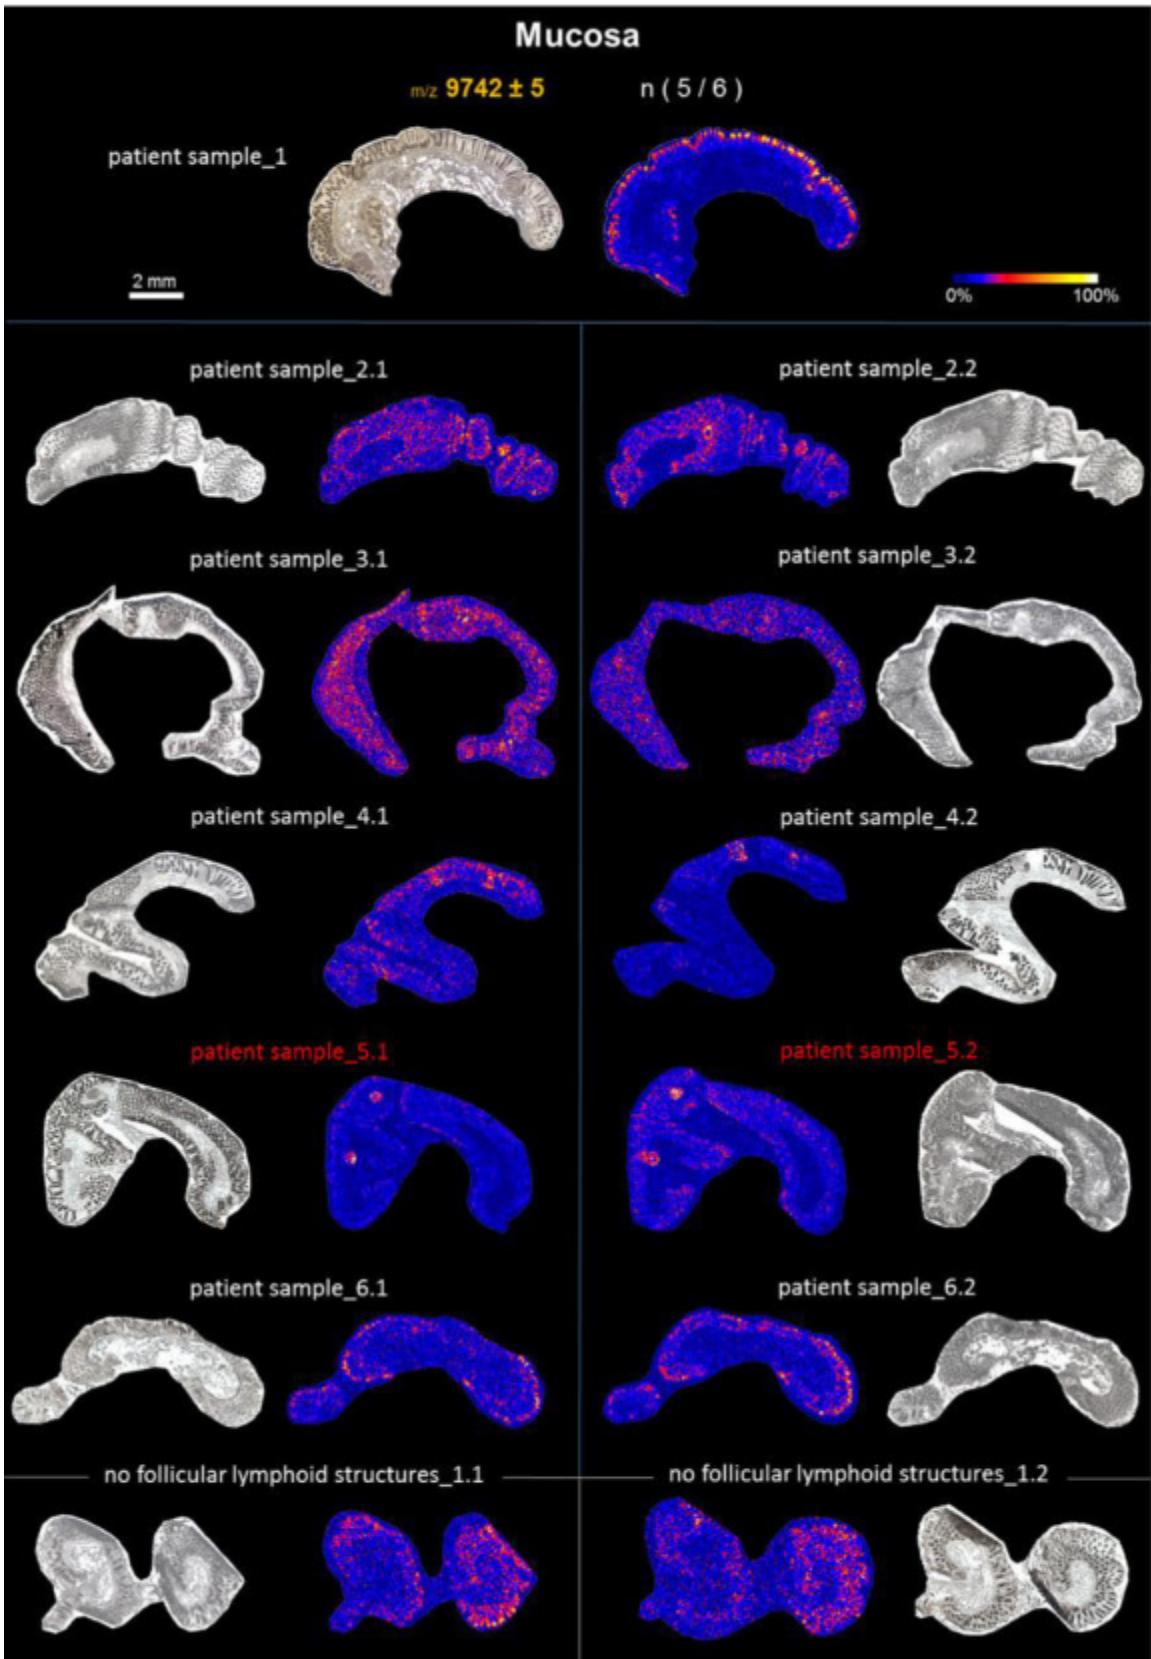 Mucosa
m/z 9742 ± 5 n ( 5 / 6 )
patient sample_1
2 mm
0% 100%
patient sample_2.1 patient sample_2.2
patient sample_3.1 patient sample_3.2
patient sample_4.1 patient sample_4.2
patient sample_5.1 patient sample_5.2
patient sample_6.1 patient sample_6.2
no follicular lymphoid structures_1.1 no follicular lymphoid structures_1.2